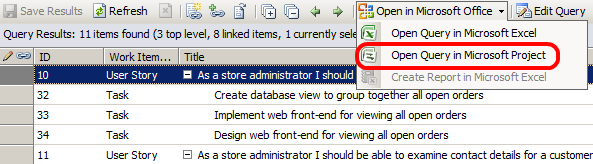 Save Results Refresh Open in Microsoft Office Edit Query
Query Results: 11 items found (3 top level, 8 linked items, 1 currently sele
Open Query in Microsoft Excel
Open Query in Microsoft Project
Create Report in Microsoft Excel
ID Work Item... Title
10 User Story As a store administrator I should
32 Task Create database view to group together all open orders
33 Task Implement web front-end for viewing all open orders
34 Task Design web front-end for viewing all open orders
11 User Story As a store administrator I should be able to examine contact details for a customer